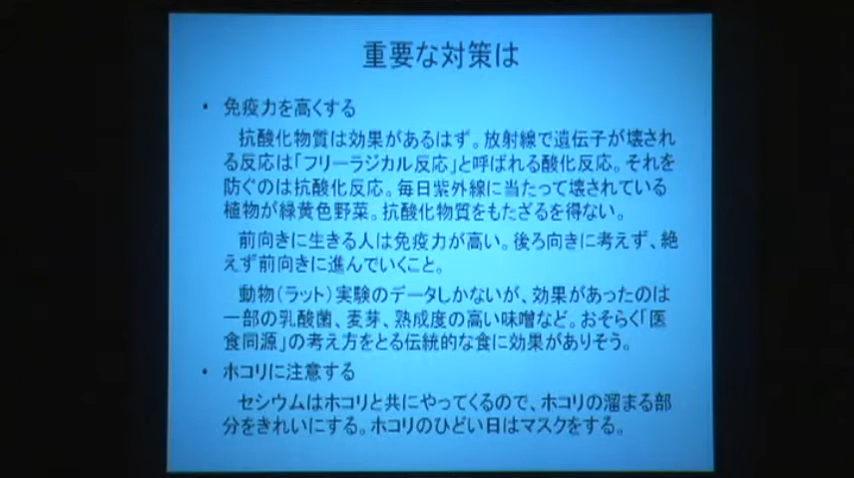 重要な対策は
• 免疫力を高くする
抗酸化物質は効果があるはず。放射線で遺伝子が壊され
る反応は「フリーラジカル反応」と呼ばれる酸化反応。それを
防ぐのは抗酸化反応。毎日紫外線に当たって壊されている
植物が緑黄色野菜。抗酸化物質をもたざるを得ない。
前向きに生きる人は免疫力が高い。後ろ向きに考えず、絶
えず前向きに進んでいくこと。
動物（ラット）実験のデータしかないが、効果があったのは
一部の乳酸菌、麦芽、熟成度の高い味噌など。おそらく「医
食同源」の考え方をとる伝統的な食に効果がありそう。
• ホコリに注意する
セシウムはホコリと共にやってくるので、ホコリの溜まる部
分をきれいにする。ホコリのひどい日はマスクをする。